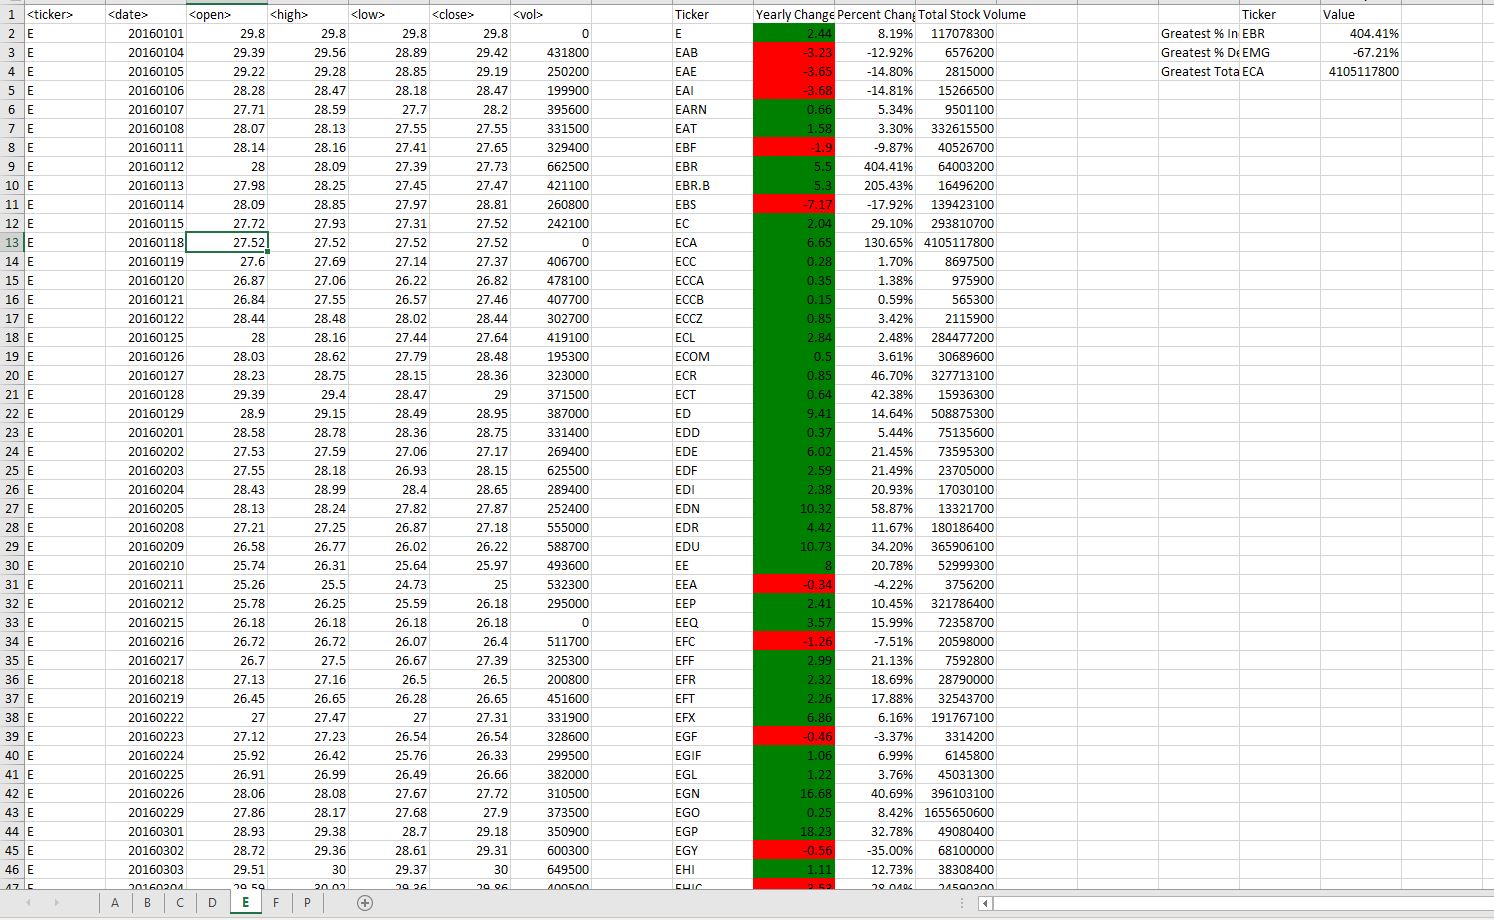 1 <ticker> <date> <open> <high> <low> <close> <vol> Ticker Yearly Change Percent Chang Total Stock Volume Ticker Value
2 E 20160101 29.8 29.8 29.8 29.8 0 E 2.44 8.19% 117078300 Greatest % In EBR 404.41%
3 E 20160104 29.39 29.56 28.89 29.42 431800 EAB -3.23 -12.92% 6576200 Greatest % De EMG -67.21%
4 E 20160105 29.22 29.28 28.85 29.19 250200 EAE -3.65 -14.80% 2815000 Greatest Tota ECA 4105117800
5 E 20160106 28.28 28.47 28.18 28.47 199900 EAI -3.68 -14.81% 15266500
6 E 20160107 27.71 28.59 27.7 28.2 395600 EARN 0.66 5.34% 9501100
7 E 20160108 28.07 28.13 27.55 27.55 331500 EAT 1.58 3.30% 332615500
8 E 20160111 28.14 28.16 27.41 27.65 329400 EBF -1.9 -9.87% 40526700
9 E 20160112 28 28.09 27.39 27.73 662500 EBR 5.5 404.41% 64003200
10 E 20160113 27.98 28.25 27.45 27.47 421100 EBR.B 5.3 205.43% 16496200
11 E 20160114 28.09 28.85 27.97 28.81 260800 EBS -7.17 -17.92% 139423100
12 E 20160115 27.72 27.93 27.31 27.52 242100 EC 2.04 29.10% 293810700
13 E 20160118 27.52 27.52 27.52 27.52 0 ECA 6.65 130.65% 4105117800
14 E 20160119 27.6 27.69 27.14 27.37 406700 ECC 0.28 1.70% 8697500
15 E 20160120 26.87 27.06 26.22 26.82 478100 ECCA 0.35 1.38% 975900
16 E 20160121 26.84 27.55 26.57 27.46 407700 ECCB 0.15 0.59% 565300
17 E 20160122 28.44 28.48 28.02 28.44 302700 ECCZ 0.85 3.42% 2115900
18 E 20160125 28 28.16 27.44 27.64 419100 ECL 2.84 2.48% 284477200
19 E 20160126 28.03 28.62 27.79 28.48 195300 ECOM 0.5 3.61% 30689600
20 E 20160127 28.23 28.75 28.15 28.36 323000 ECR 0.85 46.70% 327713100
21 E 20160128 29.39 29.4 28.47 29 371500 ECT 0.64 42.38% 15936300
22 E 20160129 28.9 29.15 28.49 28.95 387000 ED 9.41 14.64% 508875300
23 E 20160201 28.58 28.78 28.36 28.75 331400 EDD 0.37 5.44% 75135600
24 E 20160202 27.53 27.59 27.06 27.17 269400 EDE 6.02 21.45% 73595300
25 E 20160203 27.55 28.18 26.93 28.15 625500 EDF 2.59 21.49% 23705000
26 E 20160204 28.43 28.99 28.4 28.65 289400 EDI 2.38 20.93% 17030100
27 E 20160205 28.13 28.24 27.82 27.87 252400 EDN 10.32 58.87% 13321700
28 E 20160208 27.21 27.25 26.87 27.18 555000 EDR 4.42 11.67% 180186400
29 E 20160209 26.58 26.77 26.02 26.22 588700 EDU 10.73 34.20% 365906100
30 E 20160210 25.74 26.31 25.64 25.97 493600 EE 8 20.78% 52999300
31 E 20160211 25.26 25.5 24.73 25 532300 EEA -0.34 -4.22% 3756200
32 E 20160212 25.78 26.25 25.59 26.18 295000 EEP 2.41 10.45% 321786400
33 E 20160215 26.18 26.18 26.18 26.18 0 EEQ 3.57 15.99% 72358700
34 E 20160216 26.72 26.72 26.07 26.4 511700 EFC -1.26 -7.51% 20598000
35 E 20160217 26.7 27.5 26.67 27.39 325300 EFF 2.99 21.13% 7592800
36 E 20160218 27.13 27.16 26.5 26.5 200800 EFR 2.32 18.69% 28790000
37 E 20160219 26.45 26.65 26.28 26.65 451600 EFT 2.26 17.88% 32543700
38 E 20160222 27 27.47 27 27.31 331900 EFX 6.86 6.16% 191767100
39 E 20160223 27.12 27.23 26.54 26.54 328600 EGF -0.46 -3.37% 3314200
40 E 20160224 25.92 26.42 25.76 26.33 299500 EGIF 1.06 6.99% 6145800
41 E 20160225 26.91 26.99 26.49 26.66 382000 EGL 1.22 3.76% 45031300
42 E 20160226 28.06 28.08 27.67 27.72 310500 EGN 16.68 40.69% 396103100
43 E 20160229 27.86 28.17 27.68 27.9 373500 EGO 0.25 8.42% 1655650600
44 E 20160301 28.93 29.38 28.7 29.18 350900 EGP 18.23 32.78% 49080400
45 E 20160302 28.72 29.36 28.61 29.31 600300 EGY -0.56 -35.00% 68100000
46 E 20160303 29.51 30 29.37 30 649500 EHI 1.11 12.73% 38308400
47 E 20160304 29.59 30.02 29.36 29.86 400500 EHIC
A B C D E F P